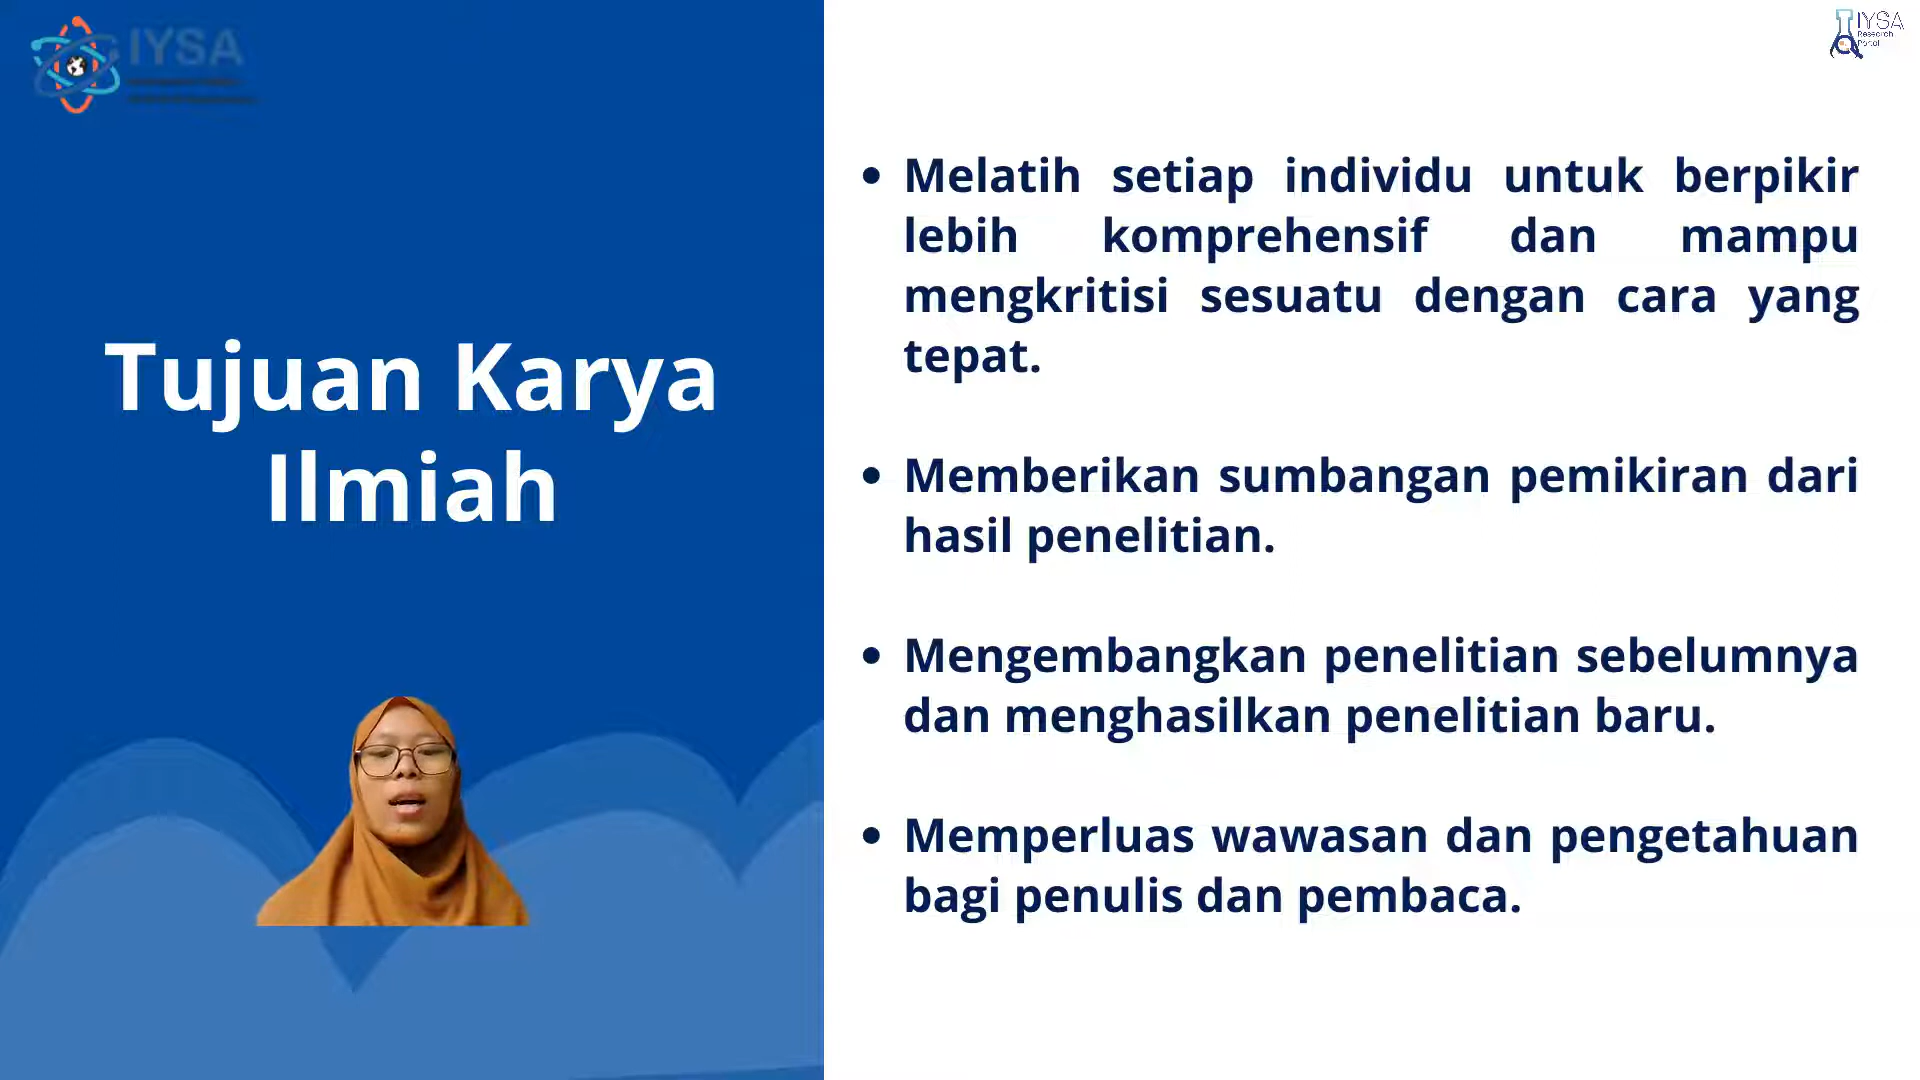 IYSA
IYSA
Research
Portal
Tujuan Karya
Ilmiah
• Melatih setiap individu untuk berpikir
lebih komprehensif dan mampu
mengkritisi sesuatu dengan cara yang
tepat.
• Memberikan sumbangan pemikiran dari
hasil penelitian.
• Mengembangkan penelitian sebelumnya
dan menghasilkan penelitian baru.
• Memperluas wawasan dan pengetahuan
bagi penulis dan pembaca.